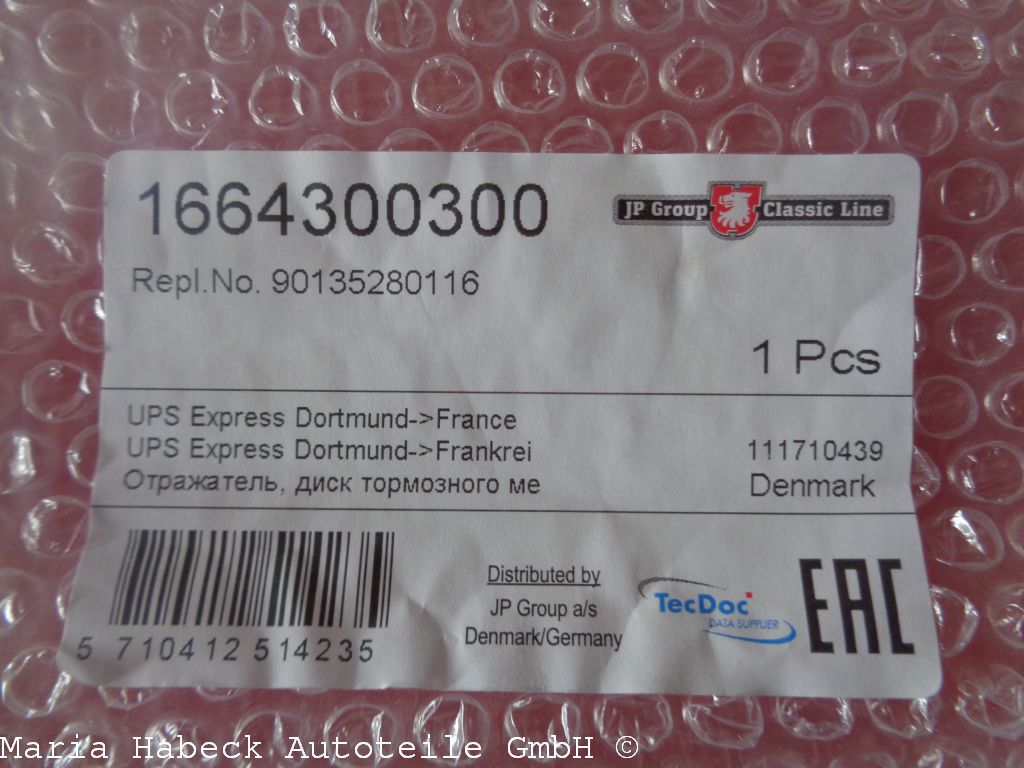 1664300300
JP Group Classic Line
Repl.No. 90135280116
1 Pcs
UPS Express Dortmund->France
UPS Express Dortmund->Frankrei 111710439
Отражатель, диск тормозного ме Denmark
Distributed by
JP Group a/s
Denmark/Germany
TecDoc
DATA SUPPLIER
EAC
5 710412 514235
Maria Habeck Autoteile GmbH ©